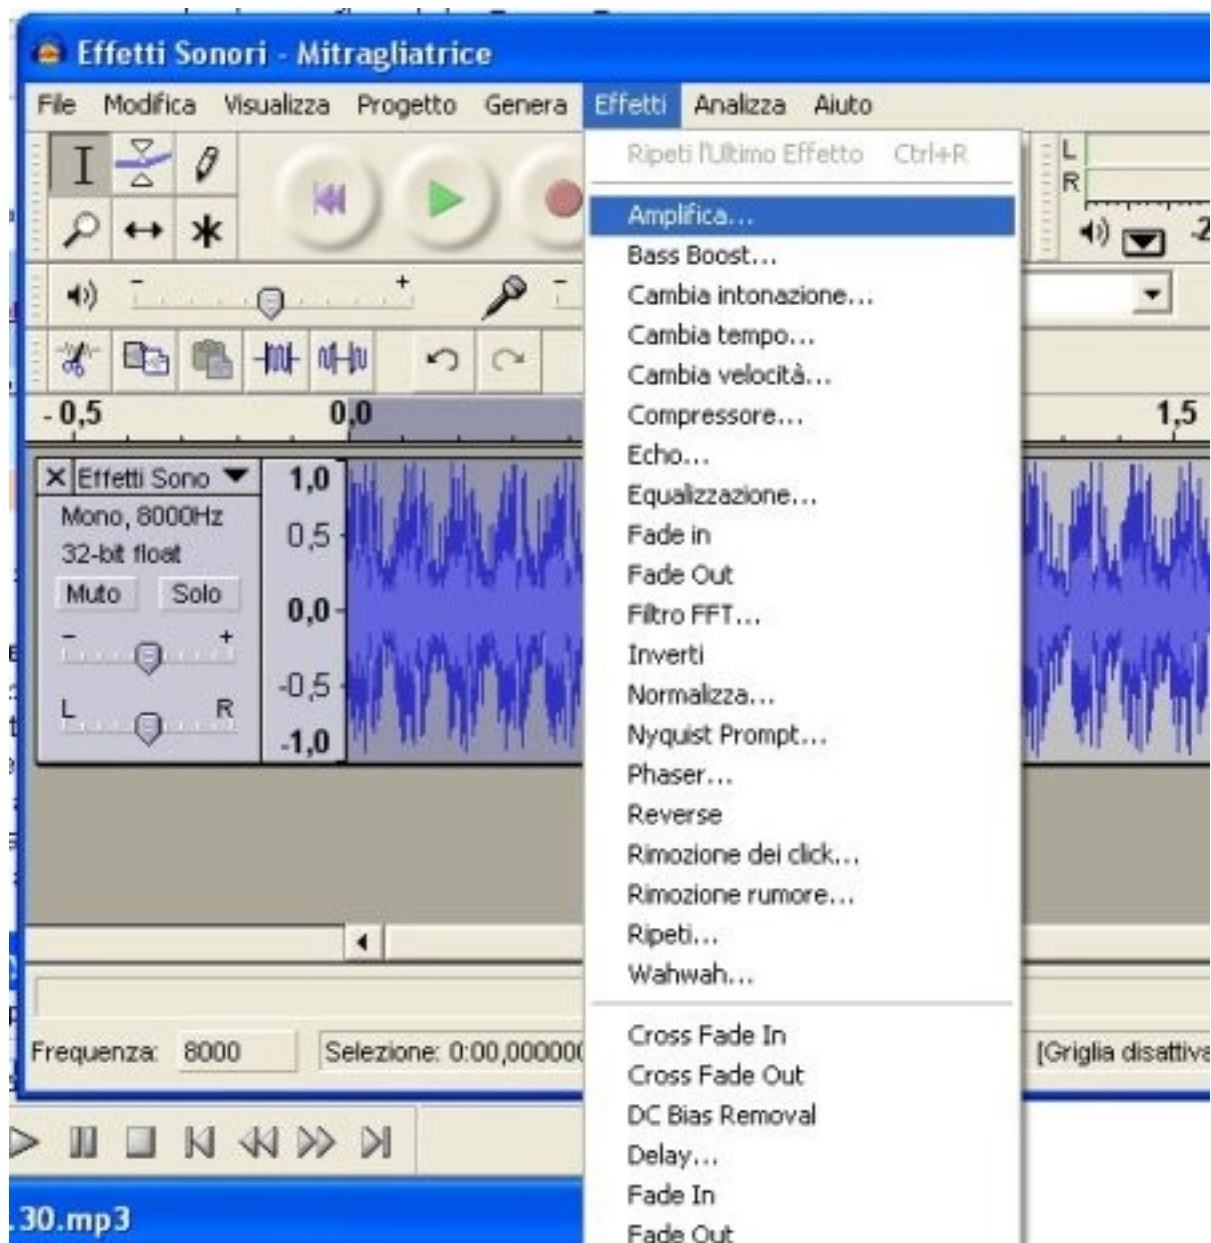 Effetti Sonori - Mitragliatrice
File Modifica Visualizza Progetto Genera Effetti Analizza Aiuto
Ripeti l'Ultimo Effetto Ctrl+R
L
R
Amplifica...
-2
Bass Boost...
- +
-
Cambia intonazione...
Cambia tempo...
Cambia velocità...
- 0,5 0,0 1,5
Compressore...
Echo...
X Effetti Sono 1,0
Equalizzazione...
Mono, 8000Hz
0,5
Fade in
32-bit float
Fade Out
Muto Solo
0,0
Filtro FFT...
- +
Inverti
-0,5
Normalizza...
L R
-1,0
Nyquist Prompt...
Phaser...
Reverse
Rimozione dei click...
Rimozione rumore...
Ripeti...
Wahwah...
Cross Fade In
Frequenza: 8000 Selezione: 0:00,000000 [Griglia disattiva
Cross Fade Out
DC Bias Removal
Delay...
Fade In
.30.mp3
Fade Out